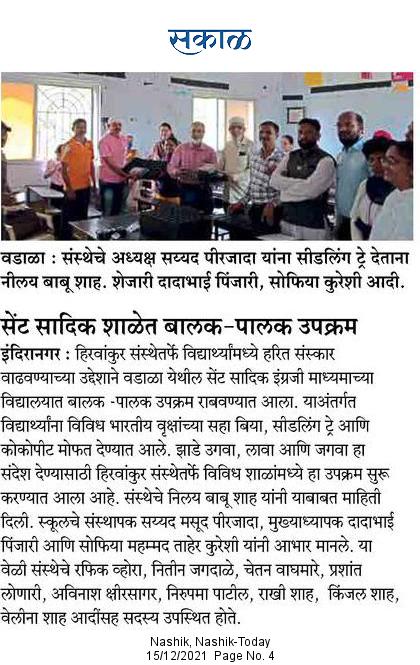 सकाळ
वडाळा : संस्थेचे अध्यक्ष सय्यद पीरजादा यांना सीडलिंग ट्रे देताना
नीलय बाबू शाह. शेजारी दादाभाई पिंजारी, सोफिया कुरेशी आदी.
सेंट सादिक शाळेत बालक-पालक उपक्रम
इंदिरानगर : हिरवांकुर संस्थेतर्फे विद्यार्थ्यांमध्ये हरित संस्कार
वाढवण्याच्या उद्देशाने वडाळा येथील सेंट सादिक इंग्रजी माध्यमाच्या
विद्यालयात बालक -पालक उपक्रम राबवण्यात आला. याअंतर्गत
विद्यार्थ्यांना विविध भारतीय वृक्षांच्या सहा बिया, सीडलिंग ट्रे आणि
कोकोपीट मोफत देण्यात आले. झाडे उगवा, लावा आणि जगवा हा
संदेश देण्यासाठी हिरवांकुर संस्थेतर्फे विविध शाळांमध्ये हा उपक्रम सुरू
करण्यात आला आहे. संस्थेचे निलय बाबू शाह यांनी याबाबत माहिती
दिली. स्कूलचे संस्थापक सय्यद मसूद पीरजादा, मुख्याध्यापक दादाभाई
पिंजारी आणि सोफिया महम्मद ताहेर कुरेशी यांनी आभार मानले. या
वेळी संस्थेचे रफिक व्होरा, नितीन जगदाळे, चेतन वाघमारे, प्रशांत
लोणारी, अविनाश क्षीरसागर, निरुपमा पाटील, राखी शाह, किंजल शाह,
वेलीना शाह आदींसह सदस्य उपस्थित होते.
Nashik, Nashik-Today
15/12/2021 Page No. 4